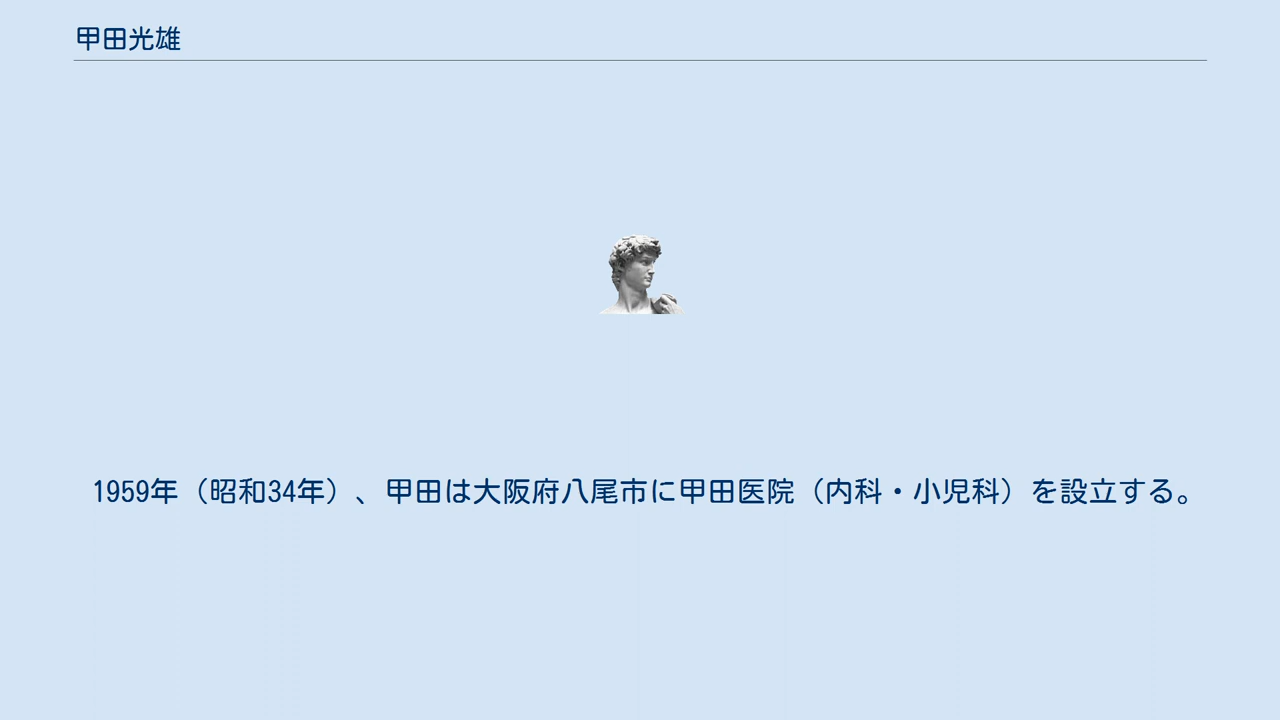 甲田光雄
1959年（昭和34年）、甲田は大阪府八尾市に甲田医院（内科・小児科）を設立する。